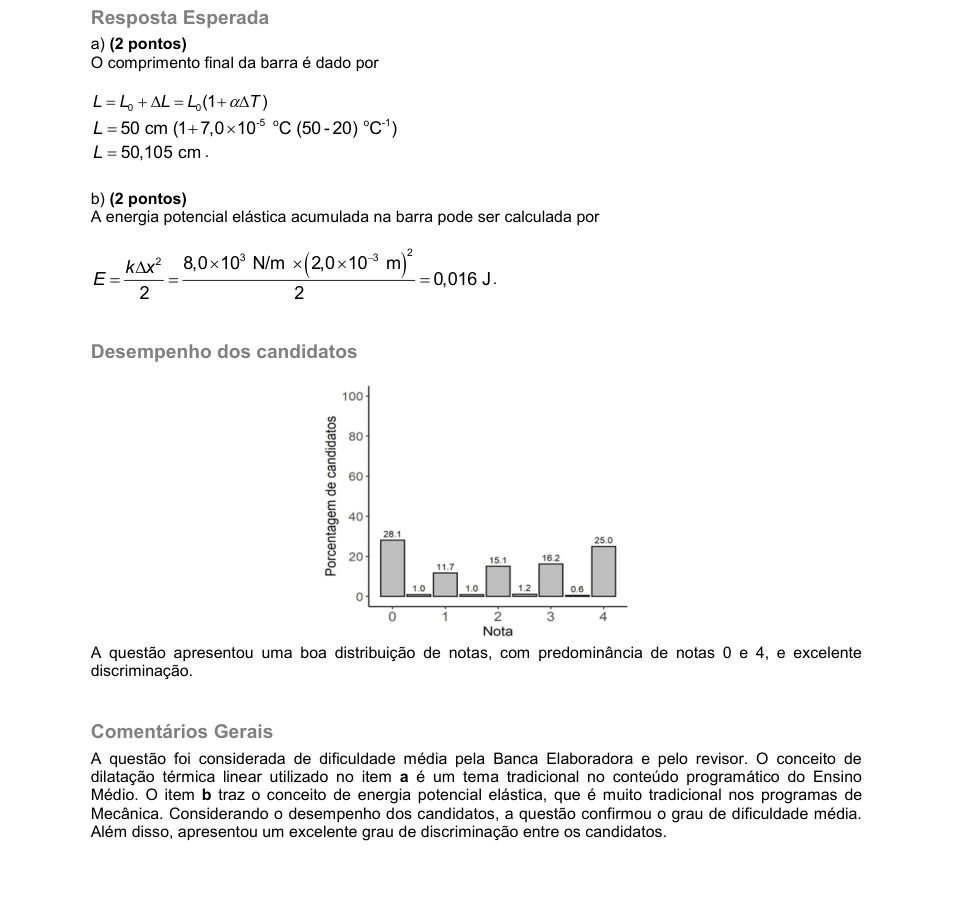 Resposta Esperada
a) (2 pontos)
O comprimento final da barra é dado por
L = L₀ + ΔL = L₀(1+ αΔT)
L = 50 cm (1+ 7,0×10⁻⁵ °C (50 - 20) °C⁻¹)
L = 50,105 cm .
b) (2 pontos)
A energia potencial elástica acumulada na barra pode ser calculada por
E = kΔx²/2 = 8,0×10³ N/m ×(2,0×10⁻³ m)²/2 = 0,016 J.
Desempenho dos candidatos
Porcentagem de candidatos
100
80
60
40
20
0
28.1
1.0
11.7
1.0
15.1
1.2
16.2
0.6
25.0
0 1 2 3 4
Nota
A questão apresentou uma boa distribuição de notas, com predominância de notas 0 e 4, e excelente
discriminação.
Comentários Gerais
A questão foi considerada de dificuldade média pela Banca Elaboradora e pelo revisor. O conceito de
dilatação térmica linear utilizado no item a é um tema tradicional no conteúdo programático do Ensino
Médio. O item b traz o conceito de energia potencial elástica, que é muito tradicional nos programas de
Mecânica. Considerando o desempenho dos candidatos, a questão confirmou o grau de dificuldade média.
Além disso, apresentou um excelente grau de discriminação entre os candidatos.